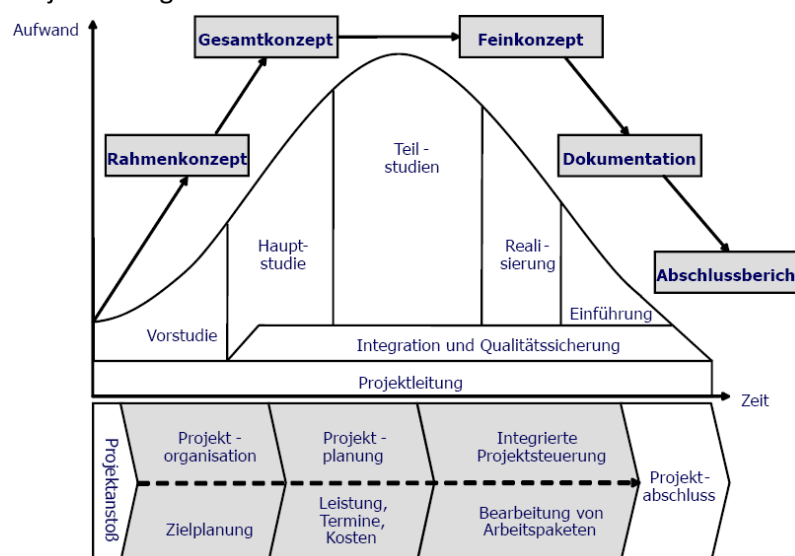 Aufwand
Gesamtkonzept
Feinkonzept
Rahmenkonzept
Teil -
studien
Dokumentation
Haupt-
studie
Reali-
sierung
Abschlussberich
Vorstudie
Einführung
Integration und Qualitätssicherung
Projektleitung
Zeit
Projektanstoß
Projekt -
organisation
Zielplanung
Projekt -
planung
Leistung,
Termine,
Kosten
Integrierte
Projektsteuerung
Bearbeitung von
Arbeitspaketen
Projekt-
abschluss